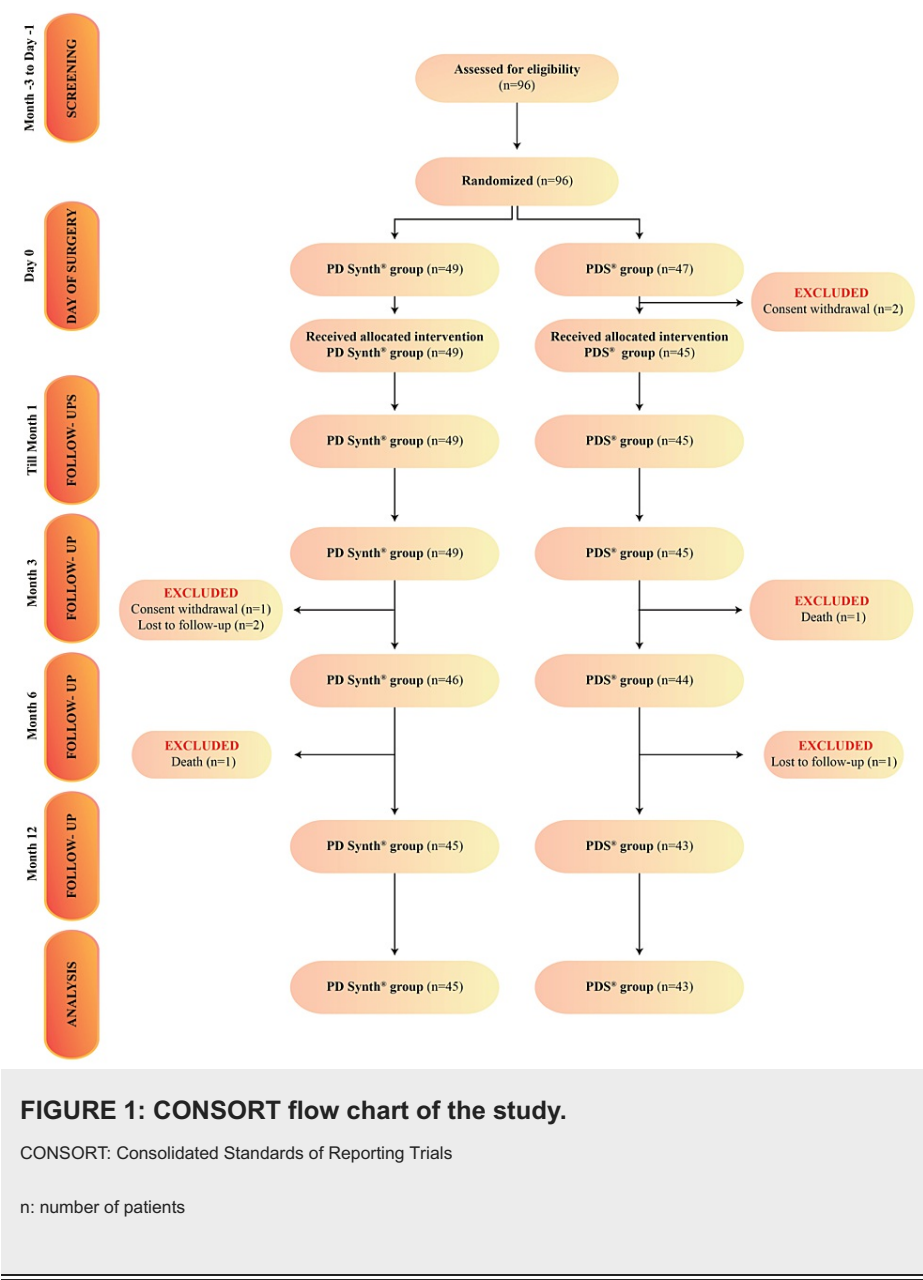 Month -3 to Day -1
SCREENING
Assessed for eligibility
(n=96)
Randomized (n=96)
Day 0
DAY OF SURGERY
PD Synth® group (n=49)
PDS® group (n=47)
EXCLUDED
Consent withdrawal (n=2)
Received allocated intervention
PD Synth® group (n=49)
Received allocated intervention
PDS® group (n=45)
Till Month 1
FOLLOW- UPS
PD Synth® group (n=49)
PDS® group (n=45)
Month 3
FOLLOW- UP
PD Synth® group (n=49)
PDS® group (n=45)
EXCLUDED
Consent withdrawal (n=1)
Lost to follow-up (n=2)
EXCLUDED
Death (n=1)
Month 6
FOLLOW- UP
PD Synth® group (n=46)
PDS® group (n=44)
EXCLUDED
Death (n=1)
EXCLUDED
Lost to follow-up (n=1)
Month 12
FOLLOW- UP
PD Synth® group (n=45)
PDS® group (n=43)
ANALYSIS
PD Synth® group (n=45)
PDS® group (n=43)
FIGURE 1: CONSORT flow chart of the study.
CONSORT: Consolidated Standards of Reporting Trials
n: number of patients